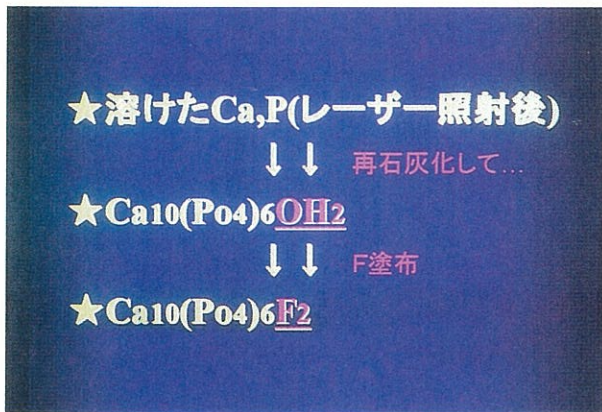 ★溶けたCa,P(レーザー照射後)
↓↓ 再石灰化して…
★Ca10(Po4)6OH2
↓↓ F塗布
★Ca10(Po4)6F2